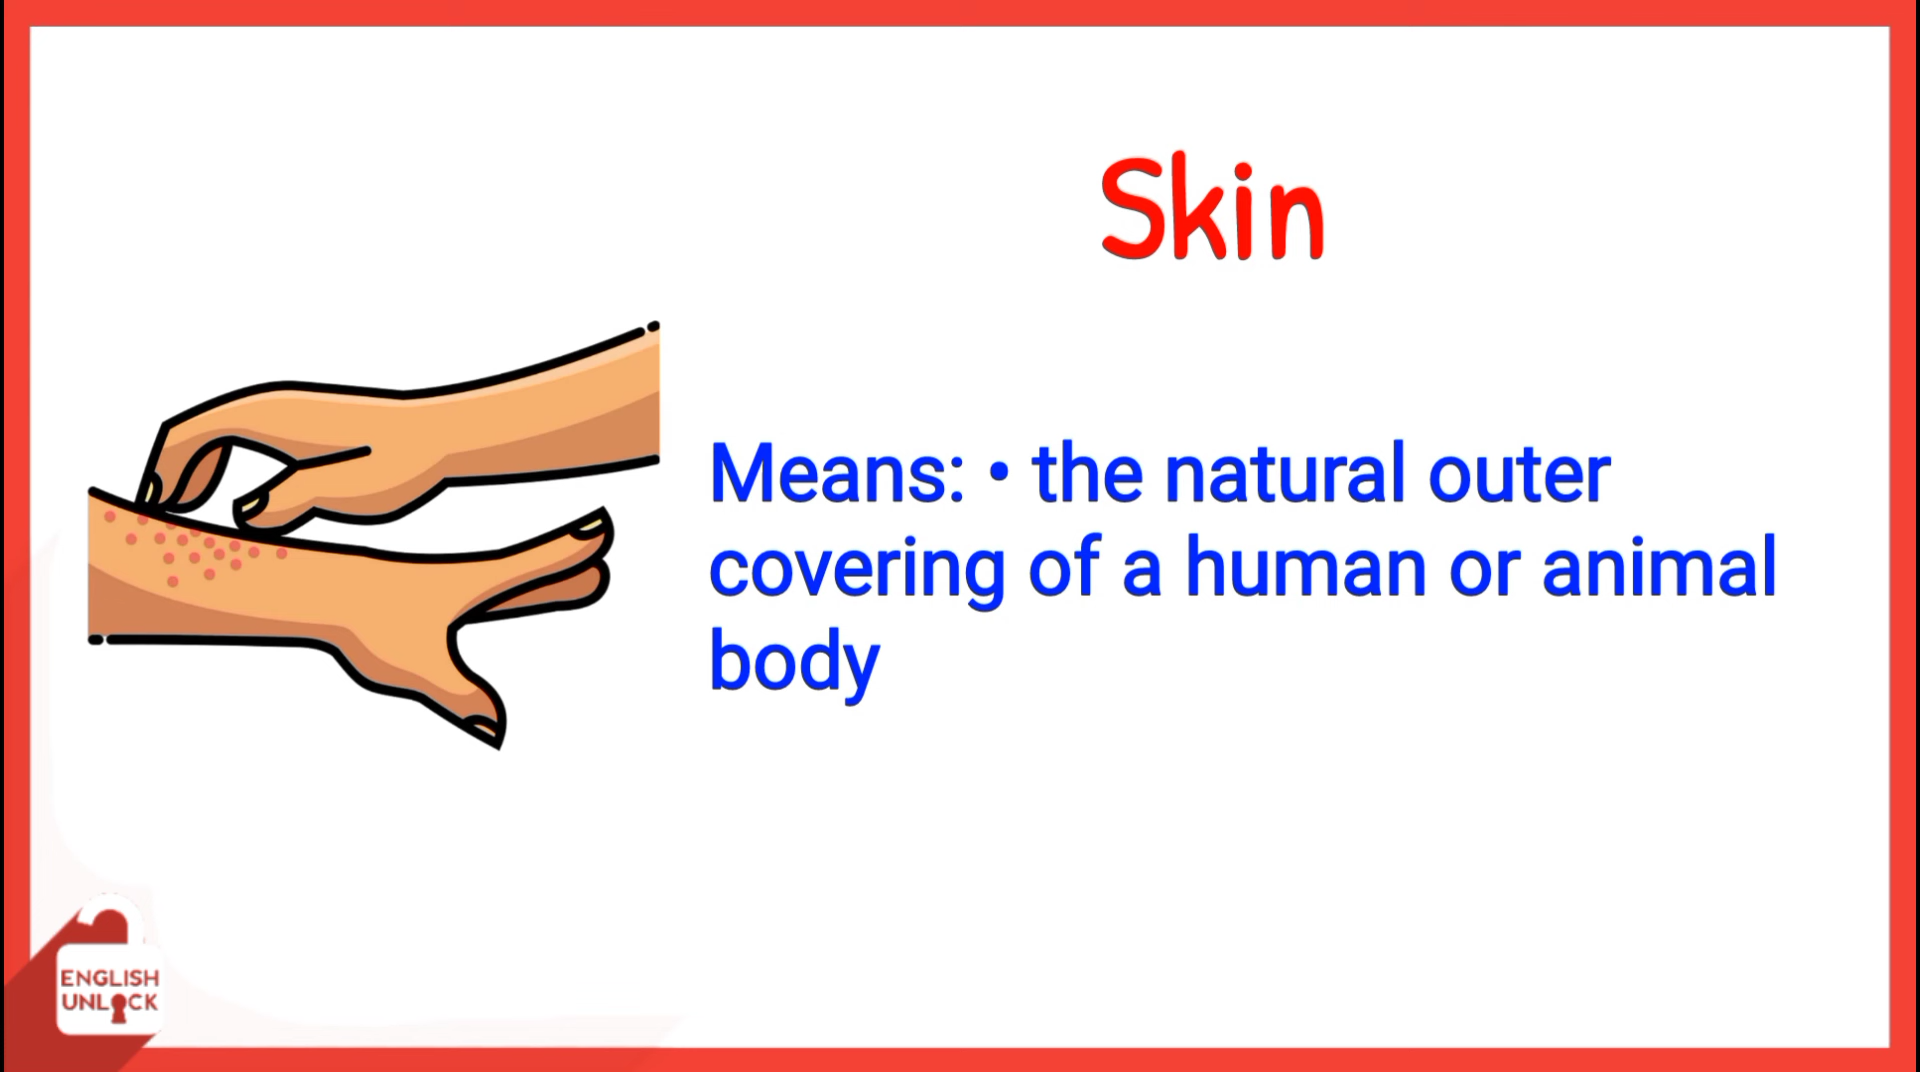 Skin
Means: • the natural outer
covering of a human or animal
body
ENGLISH
UNLOCK